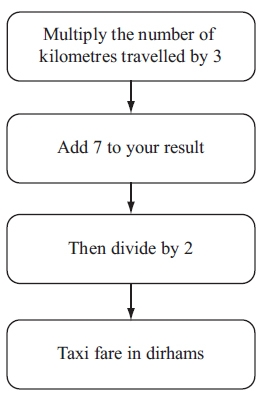 Multiply the number of
kilometres travelled by 3
Add 7 to your result
Then divide by 2
Taxi fare in dirhams